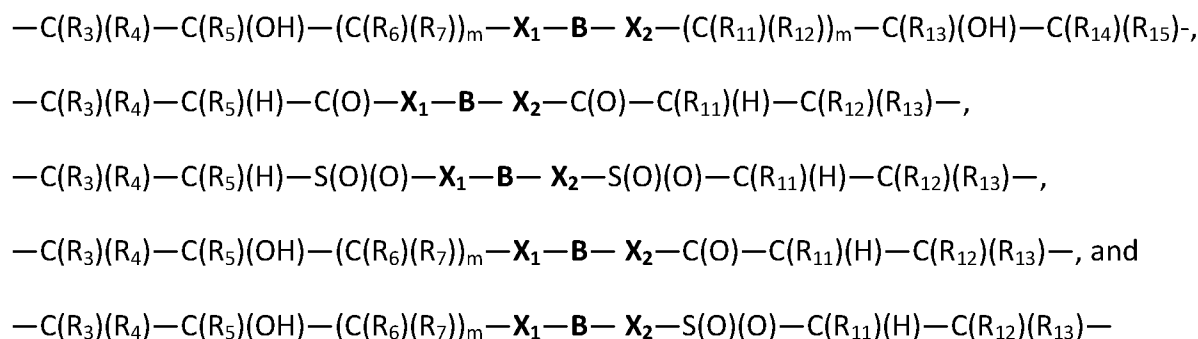 —C(R₃)(R₄)—C(R₅)(OH)—(C(R₆)(R₇))ₘ—X₁—B— X₂—(C(R₁₁)(R₁₂))ₘ—C(R₁₃)(OH)—C(R₁₄)(R₁₅)-,
—C(R₃)(R₄)—C(R₅)(H)—C(O)—X₁—B— X₂—C(O)—C(R₁₁)(H)—C(R₁₂)(R₁₃)—,
—C(R₃)(R₄)—C(R₅)(H)—S(O)(O)—X₁—B— X₂—S(O)(O)—C(R₁₁)(H)—C(R₁₂)(R₁₃)—,
—C(R₃)(R₄)—C(R₅)(OH)—(C(R₆)(R₇))ₘ—X₁—B— X₂—C(O)—C(R₁₁)(H)—C(R₁₂)(R₁₃)—, and
—C(R₃)(R₄)—C(R₅)(OH)—(C(R₆)(R₇))ₘ—X₁—B— X₂—S(O)(O)—C(R₁₁)(H)—C(R₁₂)(R₁₃)—